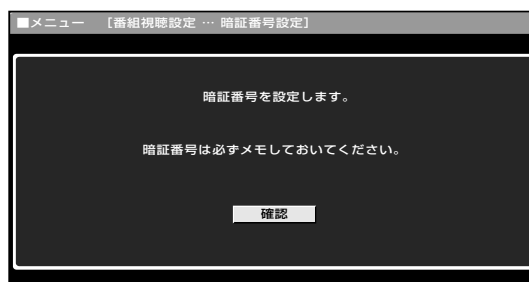 ■メニュー [番組視聴設定 … 暗証番号設定]
暗証番号を設定します。
暗証番号は必ずメモしておいてください。
確認